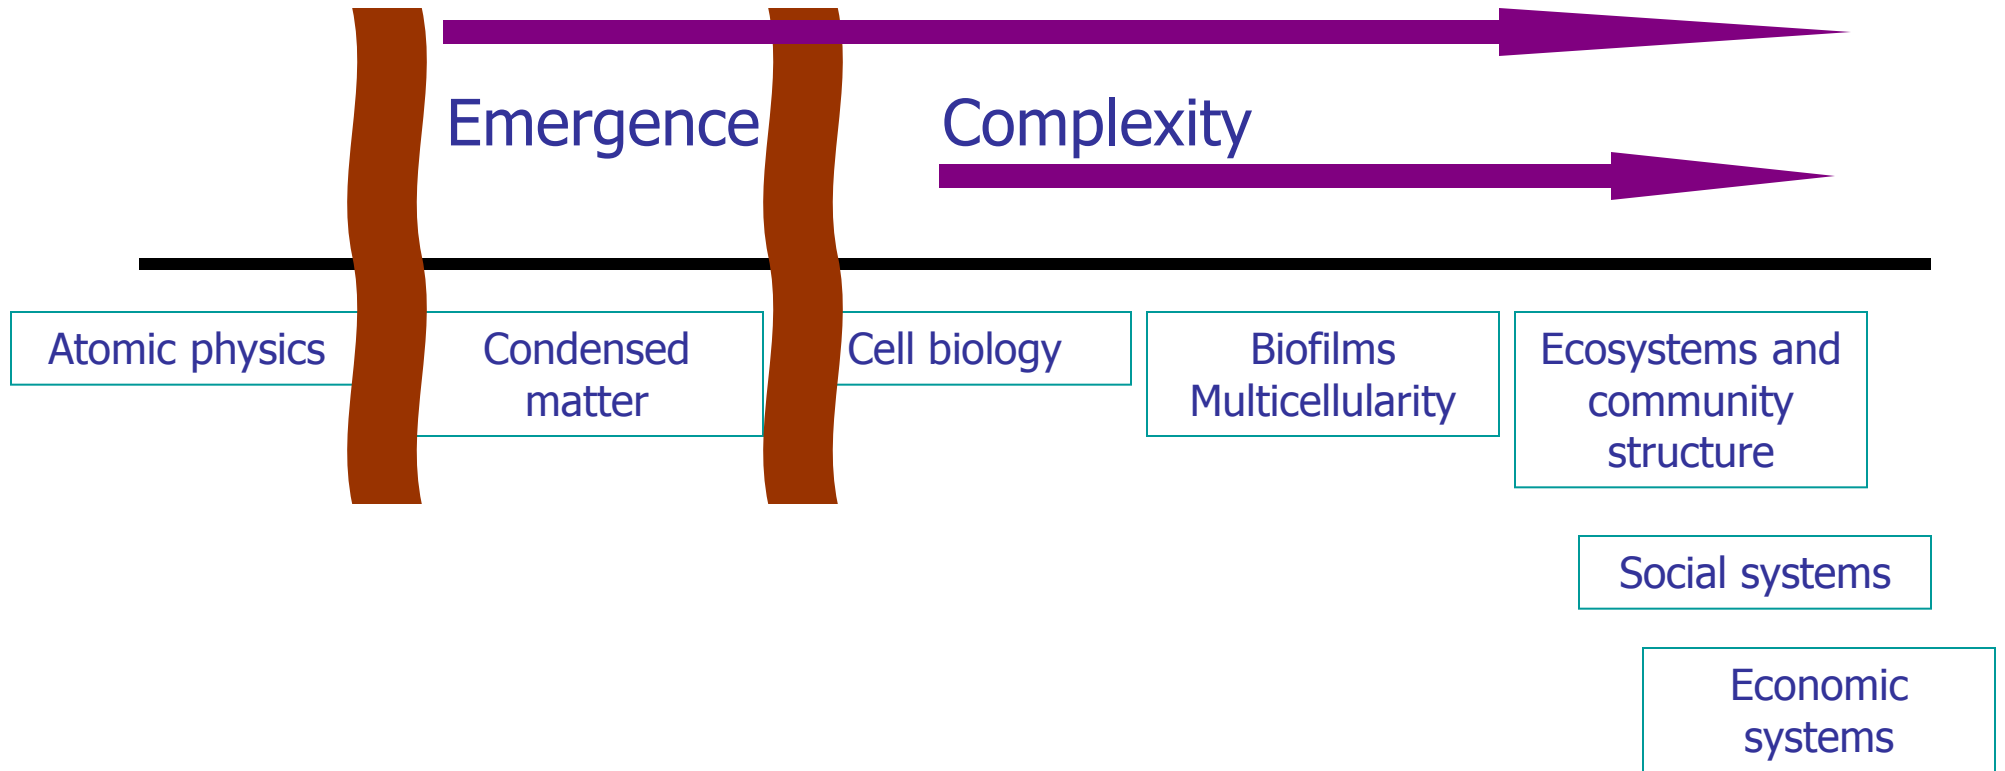 Emergence
Complexity
Atomic physics
Condensed
matter
Cell biology
Biofilms
Multicellularity
Ecosystems and
community
structure
Social systems
Economic
systems